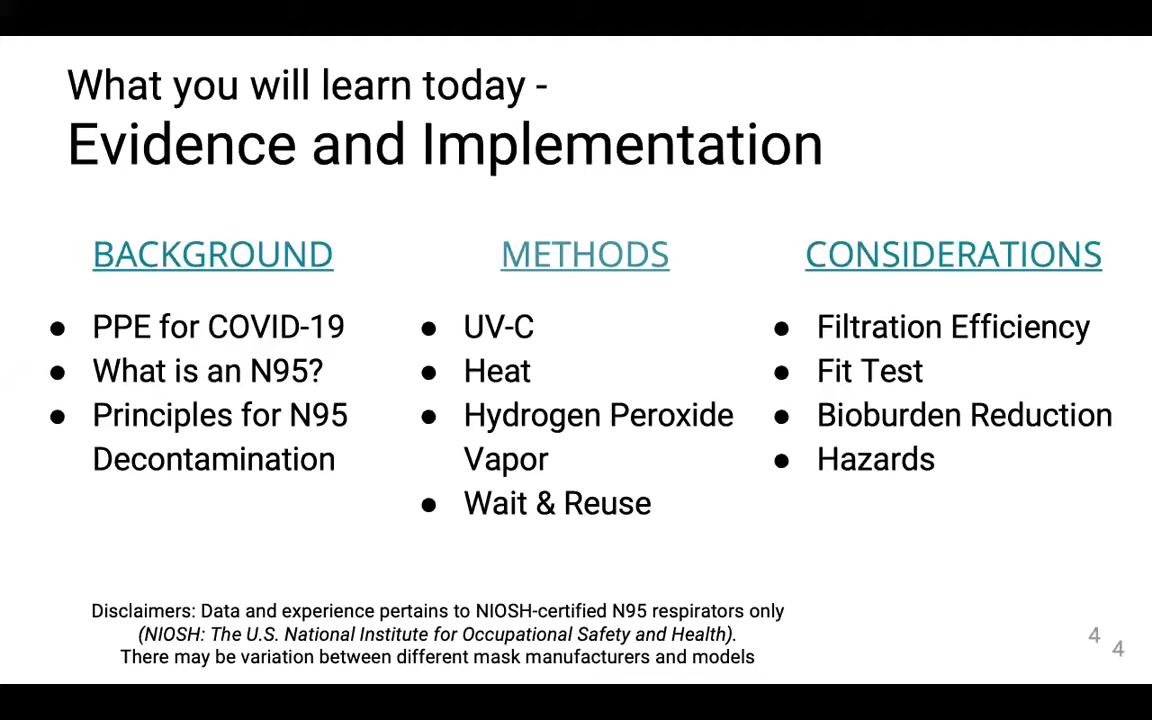 What you will learn today -
Evidence and Implementation
BACKGROUND
● PPE for COVID-19
● What is an N95?
● Principles for N95
Decontamination
METHODS
● UV-C
● Heat
● Hydrogen Peroxide
Vapor
● Wait & Reuse
CONSIDERATIONS
● Filtration Efficiency
● Fit Test
● Bioburden Reduction
● Hazards
Disclaimers: Data and experience pertains to NIOSH-certified N95 respirators only
(NIOSH: The U.S. National Institute for Occupational Safety and Health).
There may be variation between different mask manufacturers and models
4
4